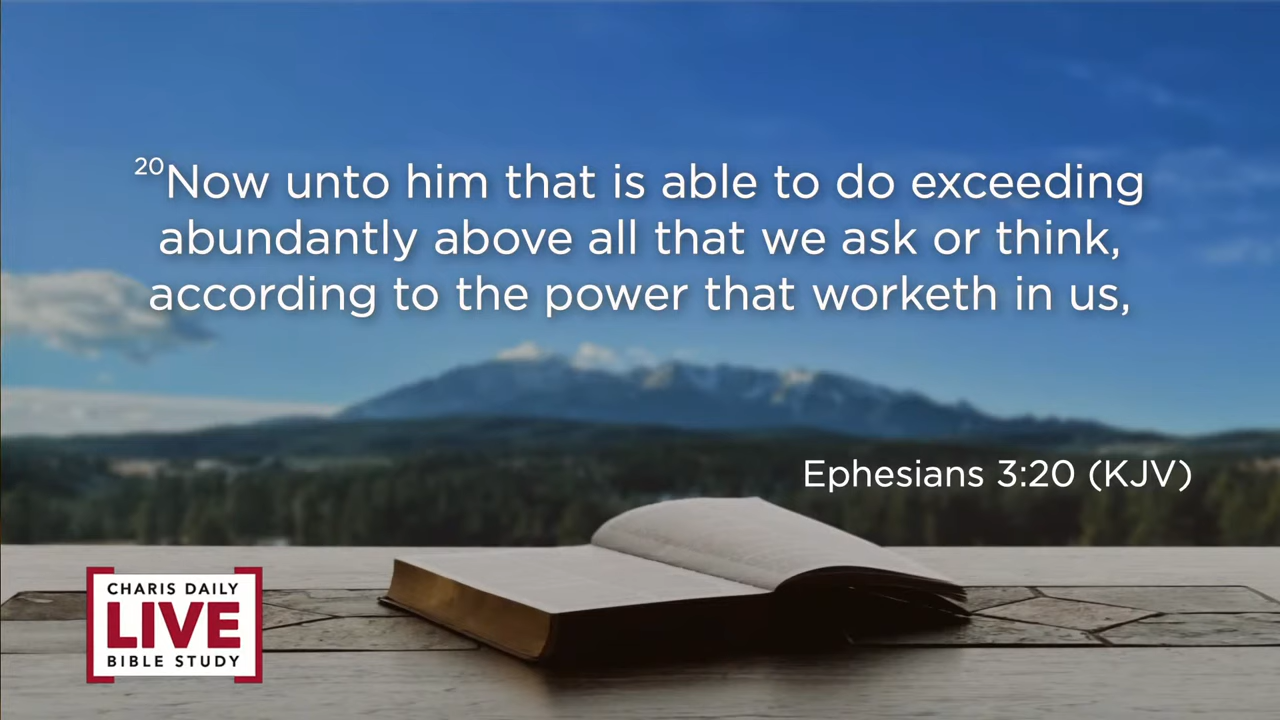 20Now unto him that is able to do exceeding
abundantly above all that we ask or think,
according to the power that worketh in us,
Ephesians 3:20 (KJV)
CHARIS DAILY
LIVE
BIBLE STUDY